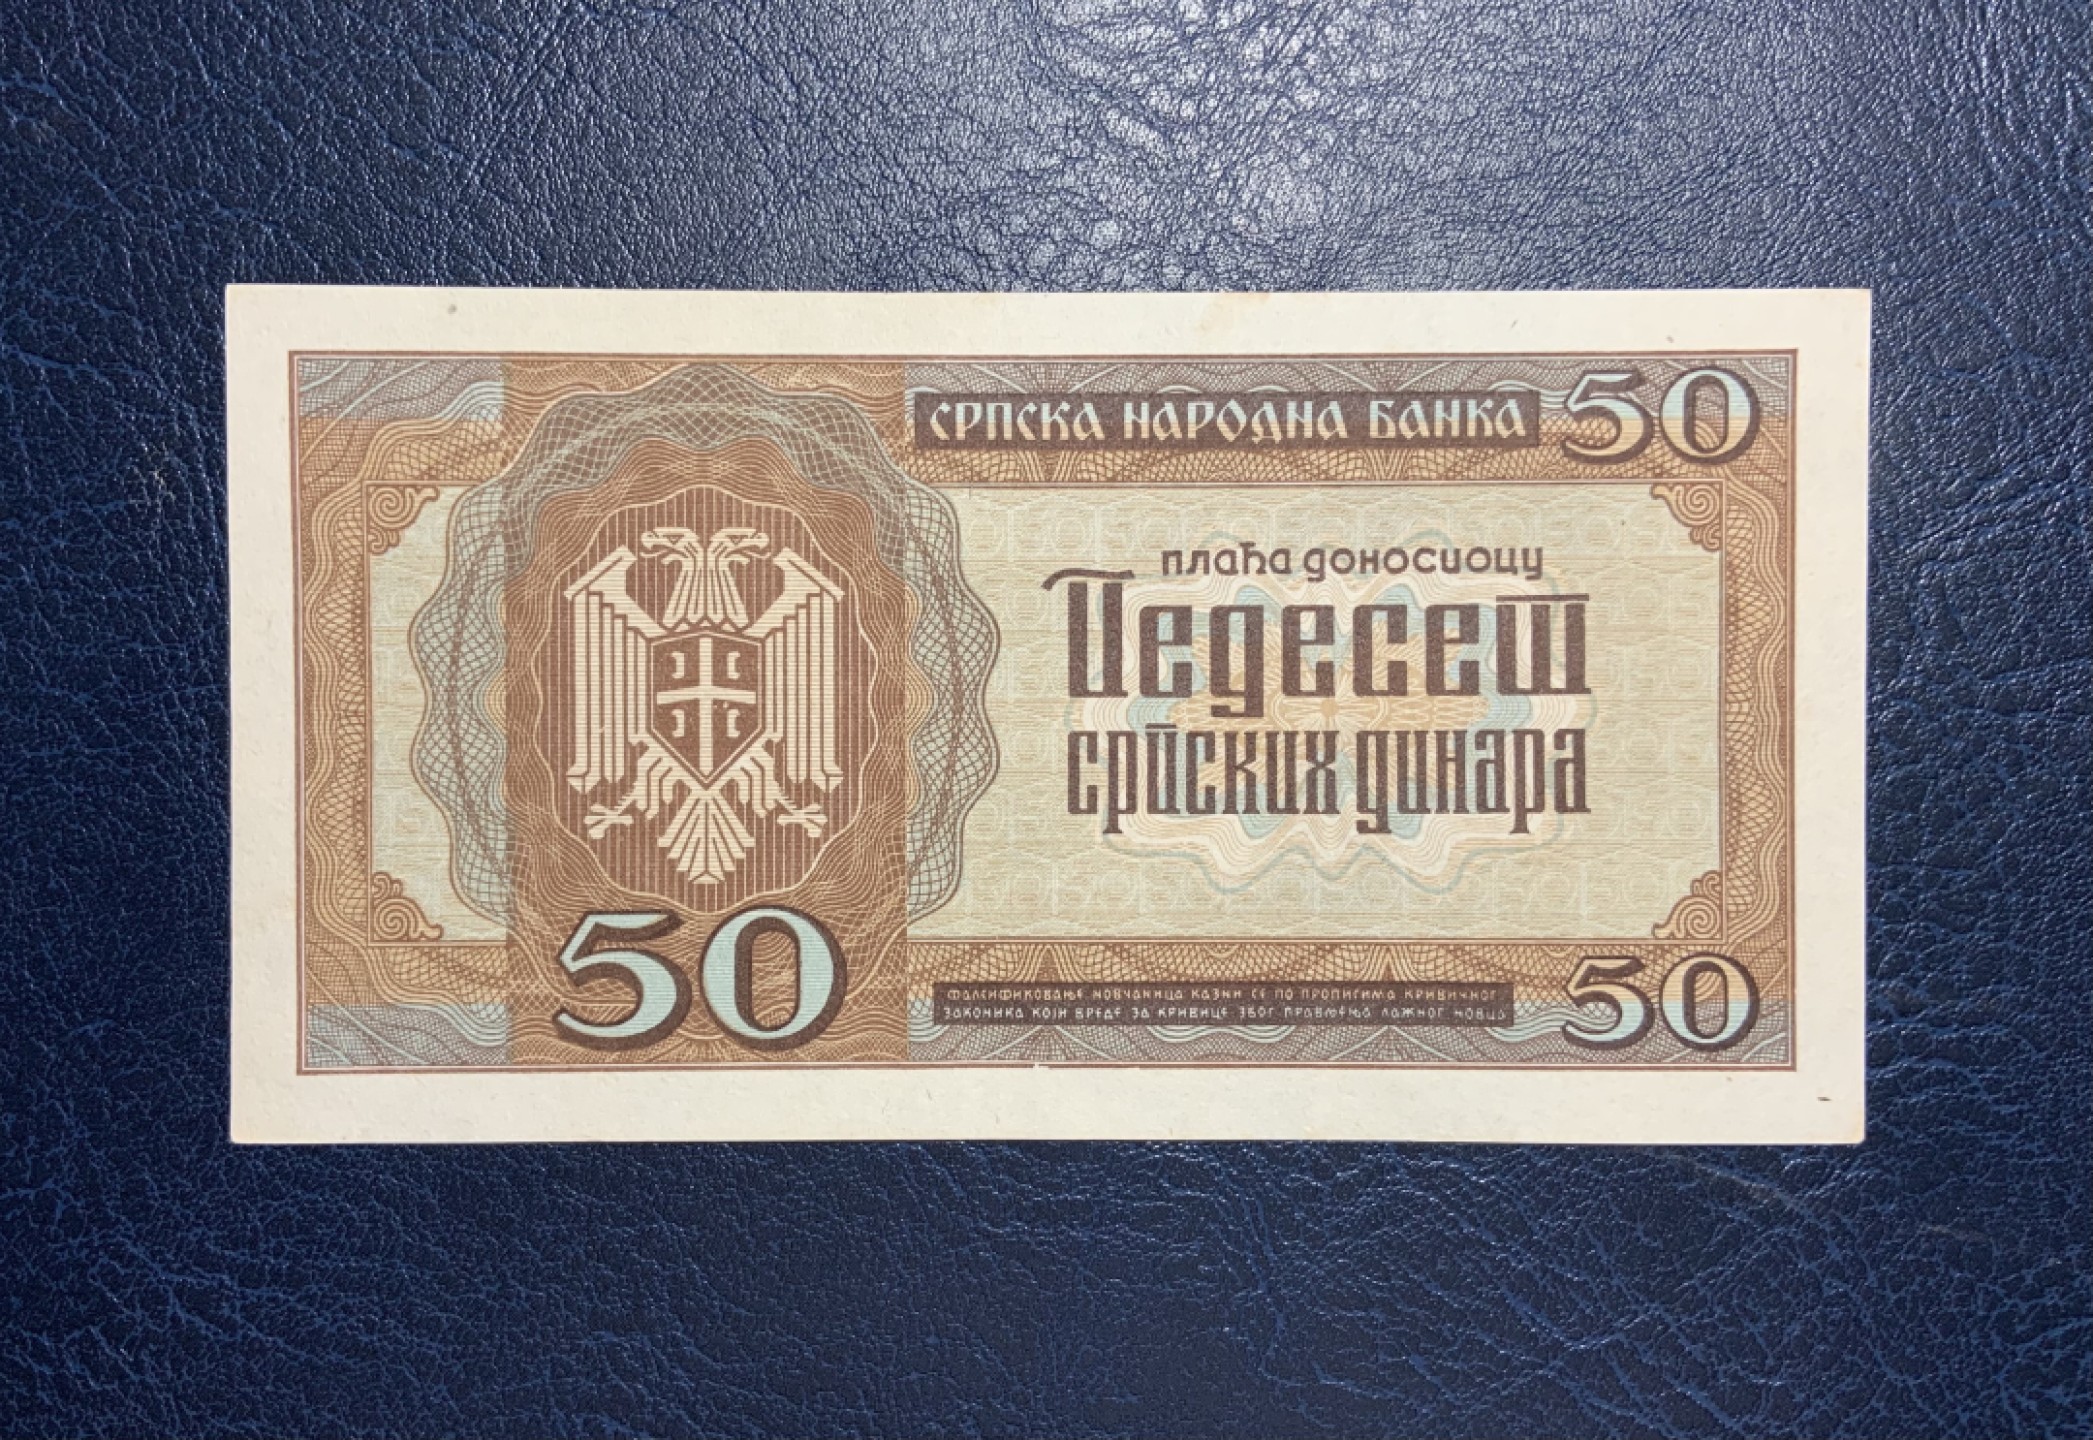 СРПСКА НАРОДНА БАНКА
50
плаћа доносиоцу
Педесет
српских динара
50
50
ФАЛСИФИКОВАЊЕ НОВЧАНИЦА КАЗНИ СЕ ПО ПРОПИСИМА КРИВИЧНОГ
ЗАКОНИКА КОЈИ ВРЕДЕ ЗА КРИВИЦЕ ЗБОГ ПРАВЉЕЊА ЛАЖНОГ НОВЦА